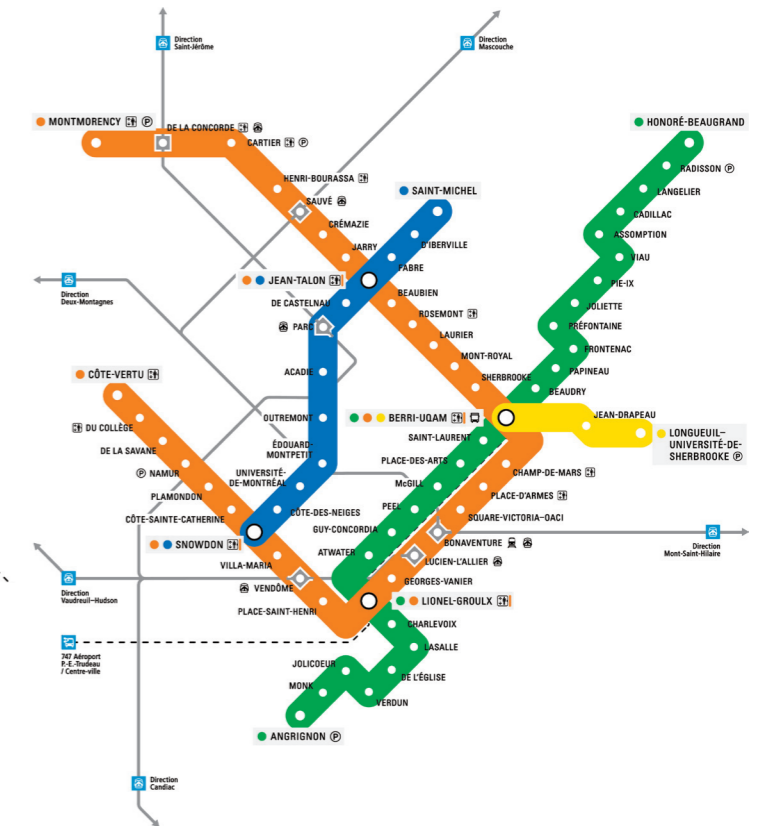 Direction
Saint-Jérôme
Direction
Mascouche
MONTMORENCY P
DE LA CONCORDE
CARTIER P
HONORÉ-BEAUGRAND
RADISSON P
HENRI-BOURASSA
SAINT-MICHEL
LANGELIER
SAUVÉ
CADILLAC
CRÉMAZIE
ASSOMPTION
JARRY
D'IBERVILLE
VIAU
FABRE
JEAN-TALON
PIE-IX
Direction
Deux-Montagnes
BEAUBIEN
DE CASTELNAU
JOLIETTE
ROSEMONT
PARC
PRÉFONTAINE
LAURIER
FRONTENAC
MONT-ROYAL
PAPINEAU
ACADIE
CÔTE-VERTU
SHERBROOKE
BEAUDRY
OUTREMONT
BERRI-UQAM
JEAN-DRAPEAU
DU COLLÈGE
SAINT-LAURENT
LONGUEUIL–
UNIVERSITÉ-DE-
SHERBROOKE P
ÉDOUARD-
MONTPETIT
DE LA SAVANE
PLACE-DES-ARTS
P NAMUR
UNIVERSITÉ-
DE-MONTRÉAL
CHAMP-DE-MARS
McGILL
PLAMONDON
PLACE-D'ARMES
PEEL
CÔTE-DES-NEIGES
CÔTE-SAINTE-CATHERINE
SQUARE-VICTORIA–OACI
GUY-CONCORDIA
SNOWDON
BONAVENTURE
Direction
Mont-Saint-Hilaire
ATWATER
LUCIEN-L'ALLIER
VILLA-MARIA
GEORGES-VANIER
VENDÔME
Direction
Vaudreuil–Hudson
LIONEL-GROULX
PLACE-SAINT-HENRI
CHARLEVOIX
747 Aéroport
P.-E.-Trudeau
/ Centre-ville
LASALLE
JOLICOEUR
DE L'ÉGLISE
MONK
VERDUN
ANGRIGNON P
Direction
Candiac